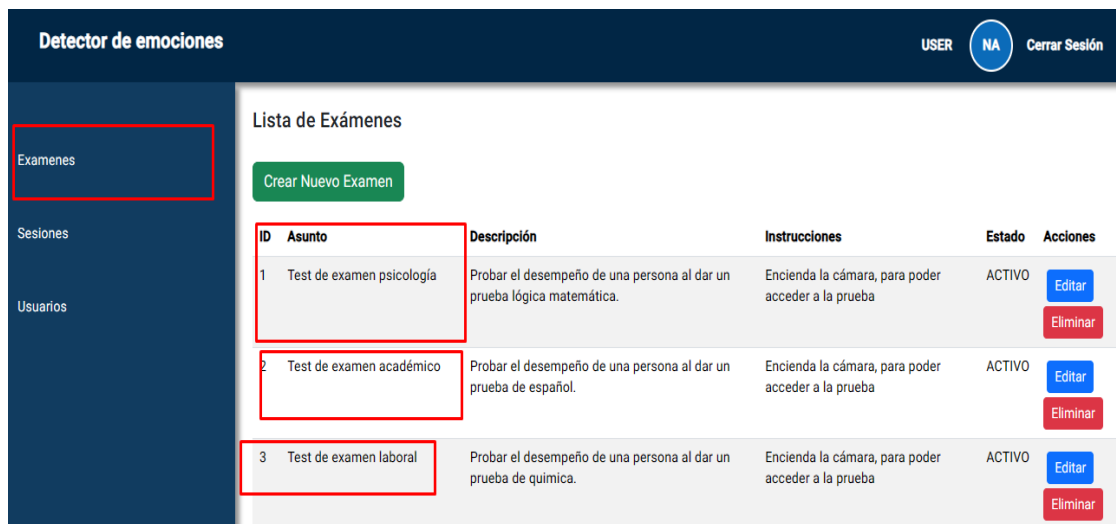 Detector de emociones
USER NA Cerrar Sesión
Examenes
Sesiones
Usuarios
Lista de Exámenes
Crear Nuevo Examen
ID Asunto Descripción Instrucciones Estado Acciones
1 Test de examen psicología Probar el desempeño de una persona al dar un Encienda la cámara, para poder ACTIVO Editar
prueba lógica matemática. acceder a la prueba
Eliminar
2 Test de examen académico Probar el desempeño de una persona al dar un Encienda la cámara, para poder ACTIVO Editar
prueba de español. acceder a la prueba
Eliminar
3 Test de examen laboral Probar el desempeño de una persona al dar un Encienda la cámara, para poder ACTIVO Editar
prueba de quimica. acceder a la prueba
Eliminar